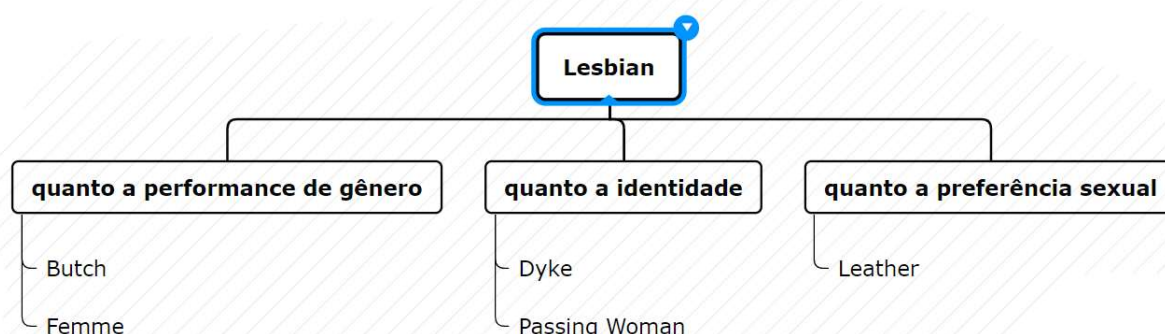 Lesbian
quanto a performance de gênero
quanto a identidade
quanto a preferência sexual
Butch
Dyke
Leather
Femme
Passing Woman